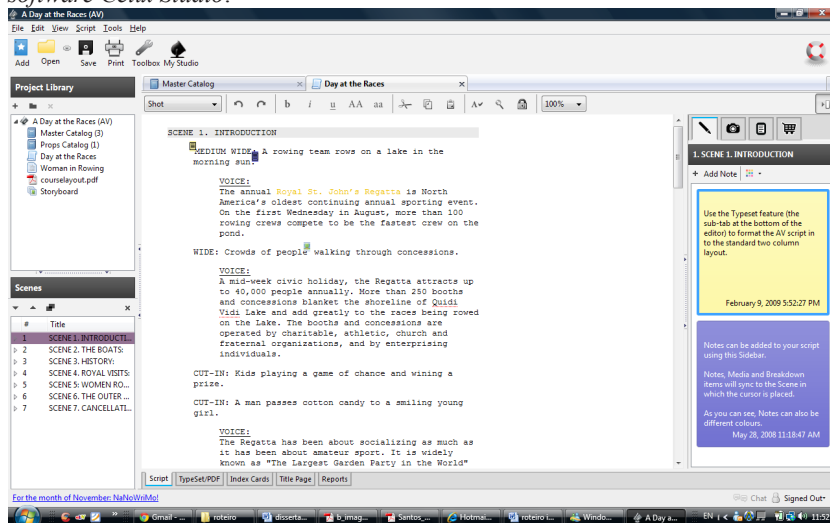 software Celtx Studio.
A Day at the Races (AV)
File Edit View Script Tools Help
Add Open Save Print Toolbox My Studio
Project Library
A Day at the Races (AV)
Master Catalog (3)
Props Catalog (1)
Day at the Races
Woman in Rowing
courselayout.pdf
Storyboard
Scenes
# Title
1 SCENE 1. INTRODUCTI...
2 SCENE 2. THE BOATS:
3 SCENE 3. HISTORY:
4 SCENE 4. ROYAL VISITS:
5 SCENE 5: WOMEN RO...
6 SCENE 6. THE OUTER ...
7 SCENE 7. CANCELLATI...
Master Catalog
Day at the Races
Shot b i u AA aa A 100%
SCENE 1. INTRODUCTION
MEDIUM WIDE: A rowing team rows on a lake in the
morning sun.
VOICE:
The annual Royal St. John's Regatta is North
America's oldest continuing annual sporting event.
On the first Wednesday in August, more than 100
rowing crews compete to be the fastest crew on the
pond.
WIDE: Crowds of people walking through concessions.
VOICE:
A mid-week civic holiday, the Regatta attracts up
to 40,000 people annually. More than 250 booths
and concessions blanket the shoreline of Quidi
Vidi Lake and add greatly to the races being rowed
on the Lake. The booths and concessions are
operated by charitable, athletic, church and
fraternal organizations, and by enterprising
individuals.
CUT-IN: Kids playing a game of chance and wining a
prize.
CUT-IN: A man passes cotton candy to a smiling young
girl.
VOICE:
The Regatta has been about socializing as much as
it has been about amateur sport. It is widely
known as "The Largest Garden Party in the World"
Script TypeSet/PDF Index Cards Title Page Reports
1. SCENE 1. INTRODUCTION
+ Add Note
Use the Typeset feature (the
sub-tab at the bottom of the
editor) to format the AV script in
to the standard two column
layout.
February 9, 2009 5:52:27 PM
Notes can be added to your script
using this Sidebar.
Notes, Media and Breakdown
items will sync to the Scene in
which the cursor is placed.
As you can see, Notes can also be
different colours.
May 28, 2008 11:18:47 AM
For the month of November: NaNoWriMo!
Chat Signed Out
Gmail - ... roteiro disserta... b_imag... Santos_... Hotmai... roteiro i... Windo... A Day a... EN 11:52